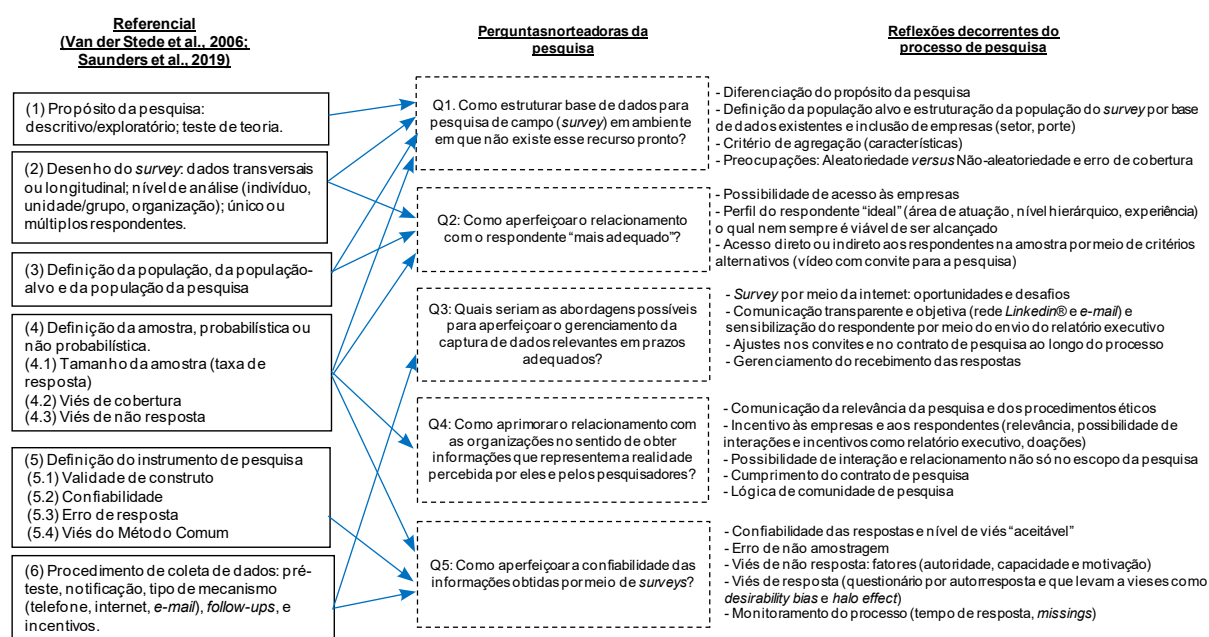 Referencial
(Van der Stede et al., 2006;
Saunders et al., 2019)
(1) Propósito da pesquisa:
descritivo/exploratório; teste de teoria.
(2) Desenho do survey: dados transversais
ou longitudinal; nível de análise (indivíduo,
unidade/grupo, organização); único ou
múltiplos respondentes.
(3) Definição da população, da população-
alvo e da população da pesquisa
(4) Definição da amostra, probabilística ou
não probabilística.
(4.1) Tamanho da amostra (taxa de
resposta)
(4.2) Viés de cobertura
(4.3) Viés de não resposta
(5) Definição do instrumento de pesquisa
(5.1) Validade de construto
(5.2) Confiabilidade
(5.3) Erro de resposta
(5.4) Viés do Método Comum
(6) Procedimento de coleta de dados: pré-
teste, notificação, tipo de mecanismo
(telefone, internet, e-mail), follow-ups, e
incentivos.
Perguntasnorteadoras da
pesquisa
Q1. Como estruturar base de dados para
pesquisa de campo (survey) em ambiente
em que não existe esse recurso pronto?
Q2: Como aperfeiçoar o relacionamento
com o respondente “mais adequado”?
Q3: Quais seriam as abordagens possíveis
para aperfeiçoar o gerenciamento da
captura de dados relevantes em prazos
adequados?
Q4: Como aprimorar o relacionamento com
as organizações no sentido de obter
informações que representem a realidade
percebida por eles e pelos pesquisadores?
Q5: Como aperfeiçoar a confiabilidade das
informações obtidas por meio de surveys?
Reflexões decorrentes do
processo de pesquisa
- Diferenciação do propósito da pesquisa
- Definição da população alvo e estruturação da população do survey por base
de dados existentes e inclusão de empresas (setor, porte)
- Critério de agregação (características)
- Preocupações: Aleatoriedade versus Não-aleatoriedade e erro de cobertura
- Possibilidade de acesso às empresas
- Perfil do respondente “ideal” (área de atuação, nível hierárquico, experiência)
o qual nem sempre é viável de ser alcançado
- Acesso direto ou indireto aos respondentes na amostra por meio de critérios
alternativos (vídeo com convite para a pesquisa)
- Survey por meio da internet: oportunidades e desafios
- Comunicação transparente e objetiva (rede Linkedin® e e-mail) e
sensibilização do respondente por meio do envio do relatório executivo
- Ajustes nos convites e no contrato de pesquisa ao longo do processo
- Gerenciamento do recebimento das respostas
- Comunicação da relevância da pesquisa e dos procedimentos éticos
- Incentivo às empresas e aos respondentes (relevância, possibilidade de
interações e incentivos como relatório executivo, doações)
- Possibilidade de interação e relacionamento não só no escopo da pesquisa
- Cumprimento do contrato de pesquisa
- Lógica de comunidade de pesquisa
- Confiabilidade das respostas e nível de viés “aceitável”
- Erro de não amostragem
- Viés de não resposta: fatores (autoridade, capacidade e motivação)
- Viés de resposta (questionário por autorresposta e que levam a vieses como
desirability bias e halo effect)
- Monitoramento do processo (tempo de resposta, missings)